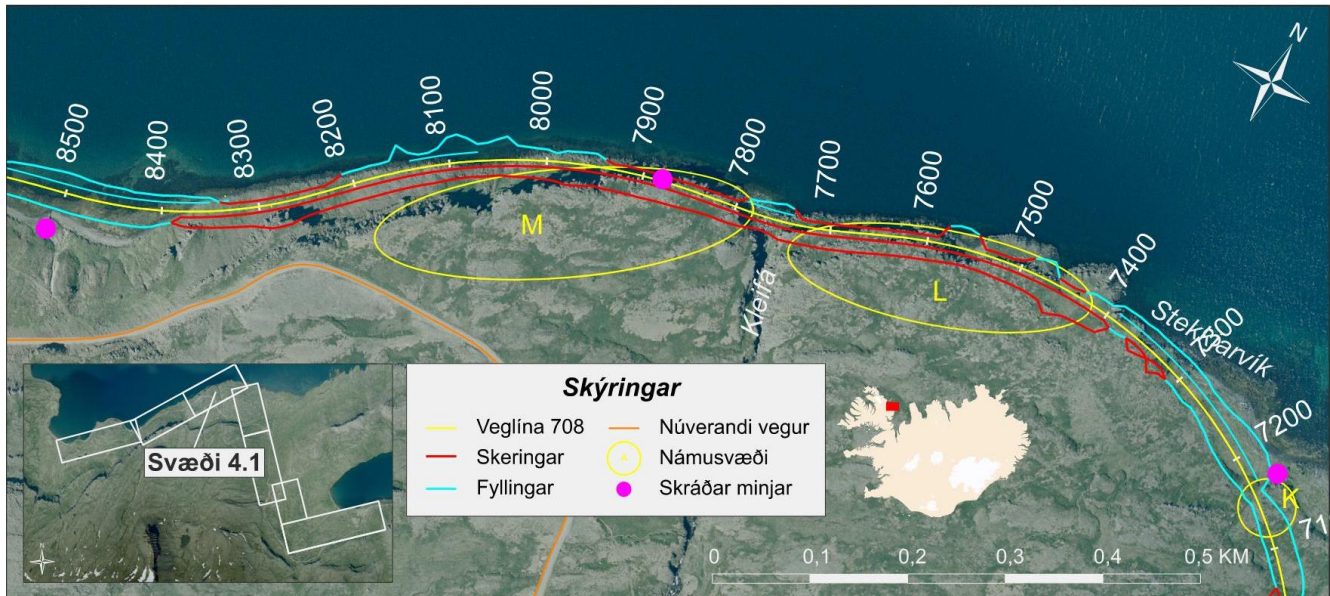 N
8500
8400
8300
8200
8100
8000
7900
7800
7700
7600
7500
7400
7300
7200
71
M
L
K
Kleifá
Stekkjarvík
Svæði 4.1
Skýringar
Veglína 708
Núverandi vegur
Skeringar
Námusvæði
Fyllingar
Skráðar minjar
0 0,1 0,2 0,3 0,4 0,5 KM